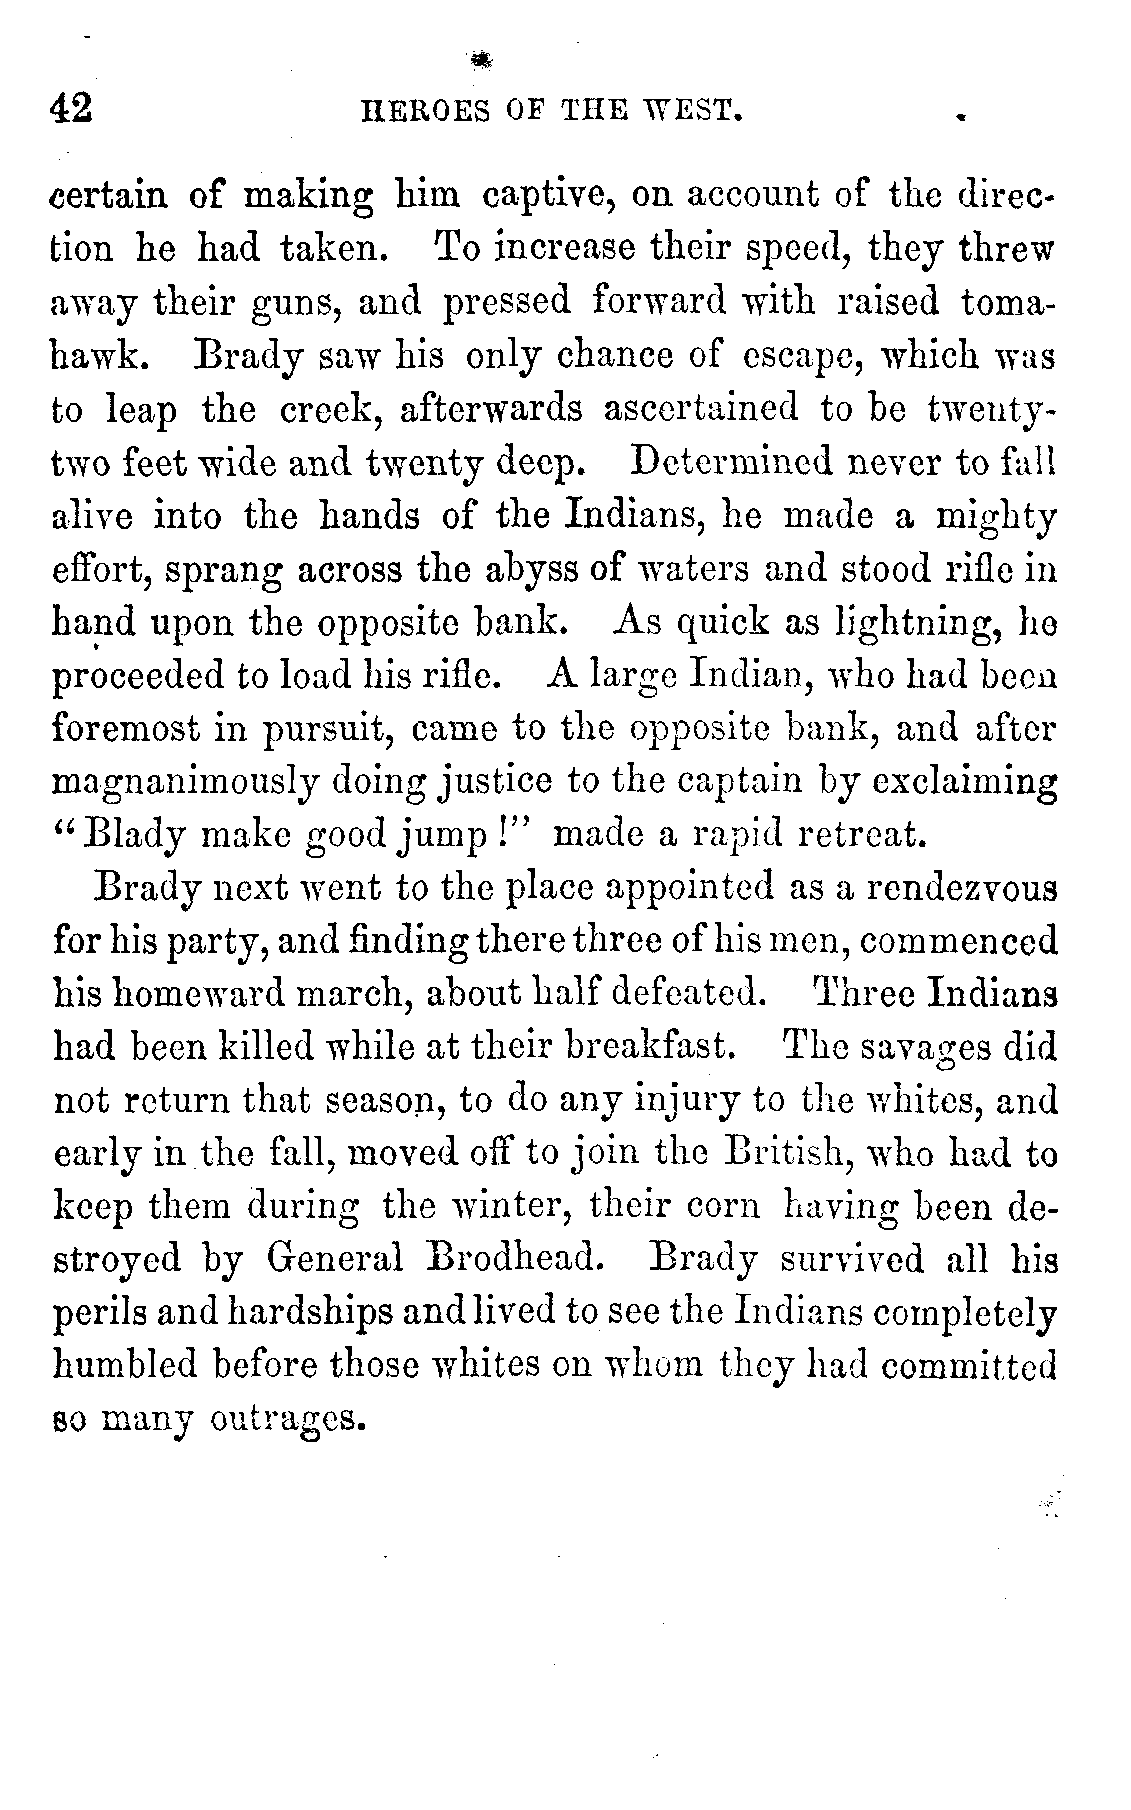 42 HEROES OF THE WEST.
certain of making him captive, on account of the direc-
tion he had taken. To increase their speed, they threw
away their guns, and pressed forward with raised toma-
hawk. Brady saw his only chance of escape, which was
to leap the creek, afterwards ascertained to be twenty-
two feet wide and twenty deep. Determined never to fall
alive into the hands of the Indians, he made a mighty
effort, sprang across the abyss of waters and stood rifle in
hand upon the opposite bank. As quick as lightning, he
proceeded to load his rifle. A large Indian, who had been
foremost in pursuit, came to the opposite bank, and after
magnanimously doing justice to the captain by exclaiming
"Blady make good jump!" made a rapid retreat.
Brady next went to the place appointed as a rendezvous
for his party, and finding there three of his men, commenced
his homeward march, about half defeated. Three Indians
had been killed while at their breakfast. The savages did
not return that season, to do any injury to the whites, and
early in the fall, moved off to join the British, who had to
keep them during the winter, their corn having been de-
stroyed by General Brodhead. Brady survived all his
perils and hardships and lived to see the Indians completely
humbled before those whites on whom they had committed
so many outrages.